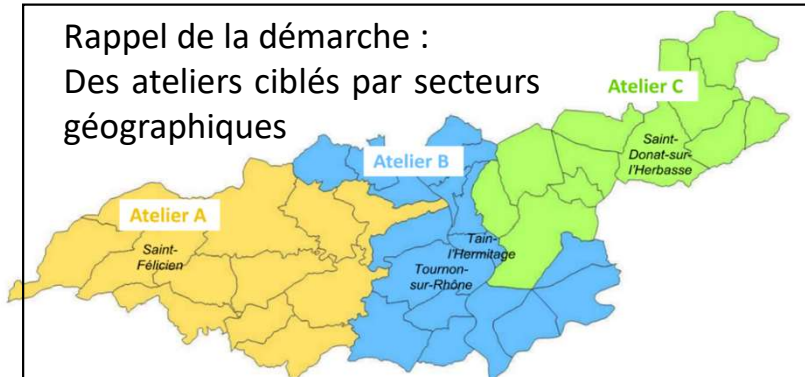 Rappel de la démarche :
Des ateliers ciblés par secteurs
géographiques
Atelier C
Saint-
Donat-sur-
l'Herbasse
Atelier B
Atelier A
Saint-
Félicien
Tain-
l'Hermitage
Tournon-
sur-Rhône